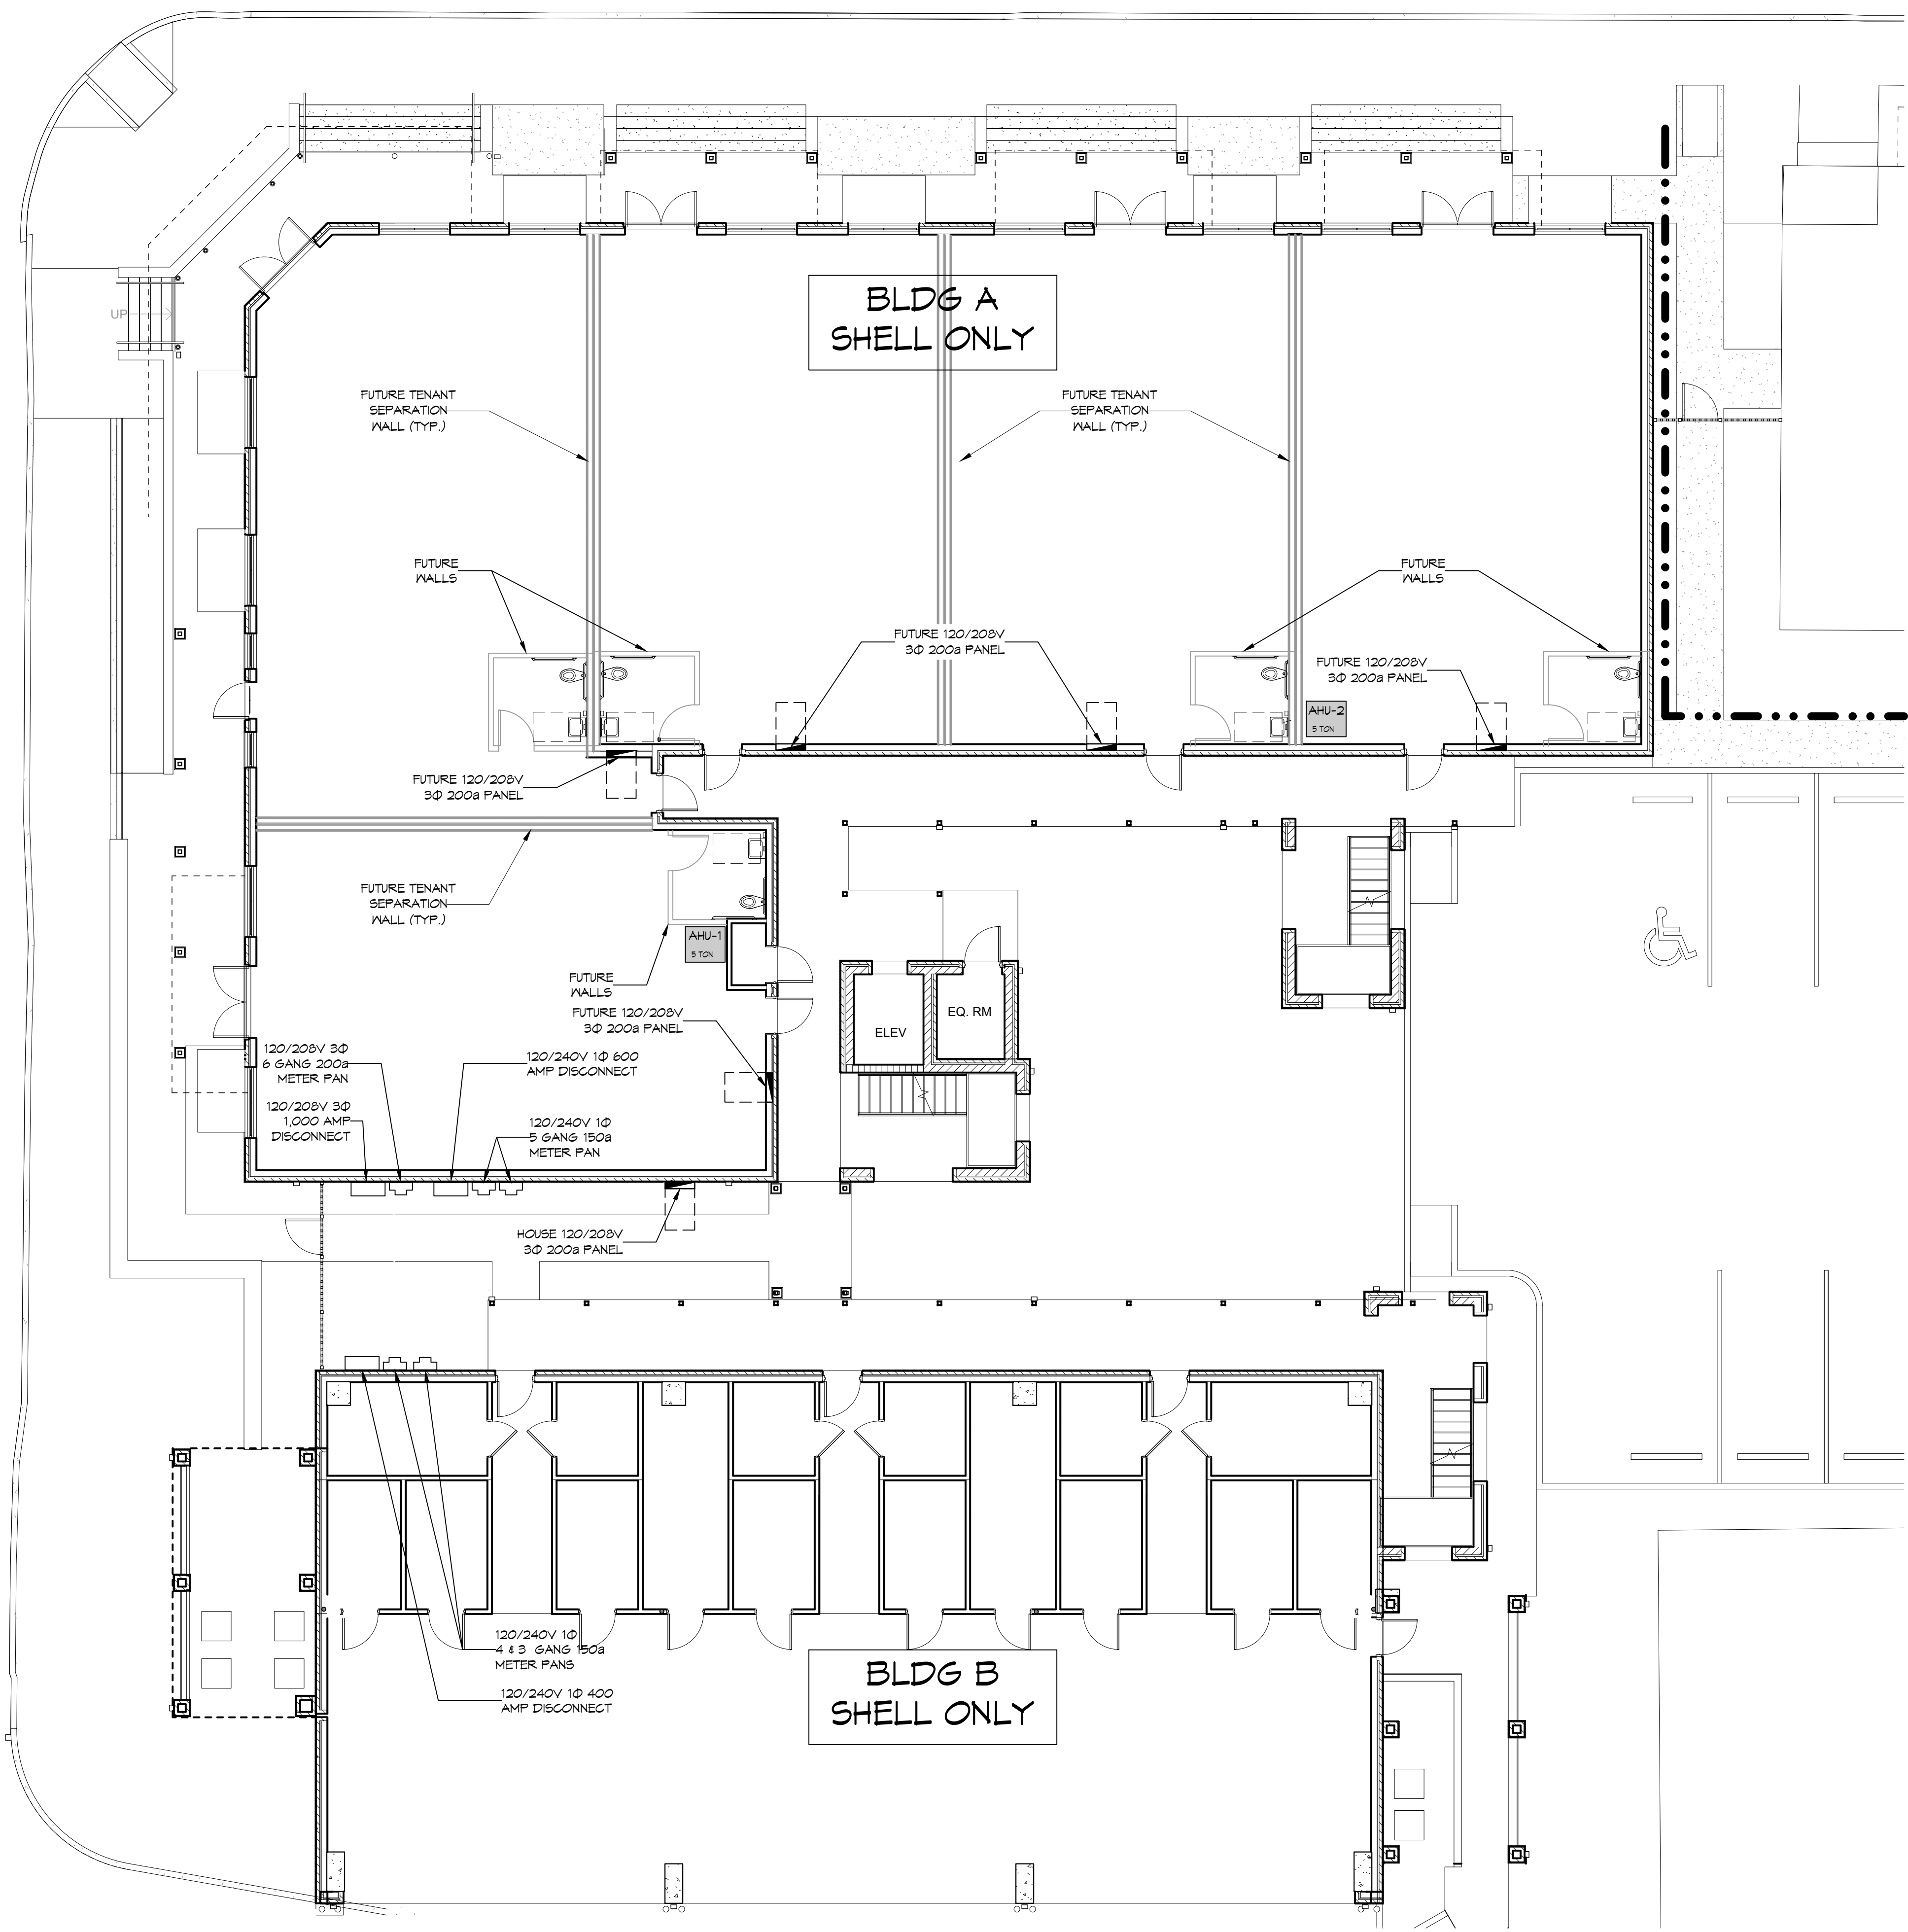 BLDG A
SHELL ONLY
UP
FUTURE TENANT
SEPARATION
WALL (TYP.)
FUTURE TENANT
SEPARATION
WALL (TYP.)
FUTURE
WALLS
FUTURE
WALLS
FUTURE 120/208V
3Φ 200a PANEL
FUTURE 120/208V
3Φ 200a PANEL
AHU-2
5 TON
FUTURE 120/208V
3Φ 200a PANEL
FUTURE TENANT
SEPARATION
WALL (TYP.)
AHU-1
5 TON
FUTURE
WALLS
FUTURE 120/208V
3Φ 200a PANEL
ELEV
EQ. RM
120/208V 3Φ
6 GANG 200a
METER PAN
120/240V 1Φ 600
AMP DISCONNECT
120/208V 3Φ
1,000 AMP
DISCONNECT
120/240V 1Φ
5 GANG 150a
METER PAN
HOUSE 120/208V
3Φ 200a PANEL
120/240V 1Φ
4 & 3 GANG 150a
METER PANS
120/240V 1Φ 400
AMP DISCONNECT
BLDG B
SHELL ONLY